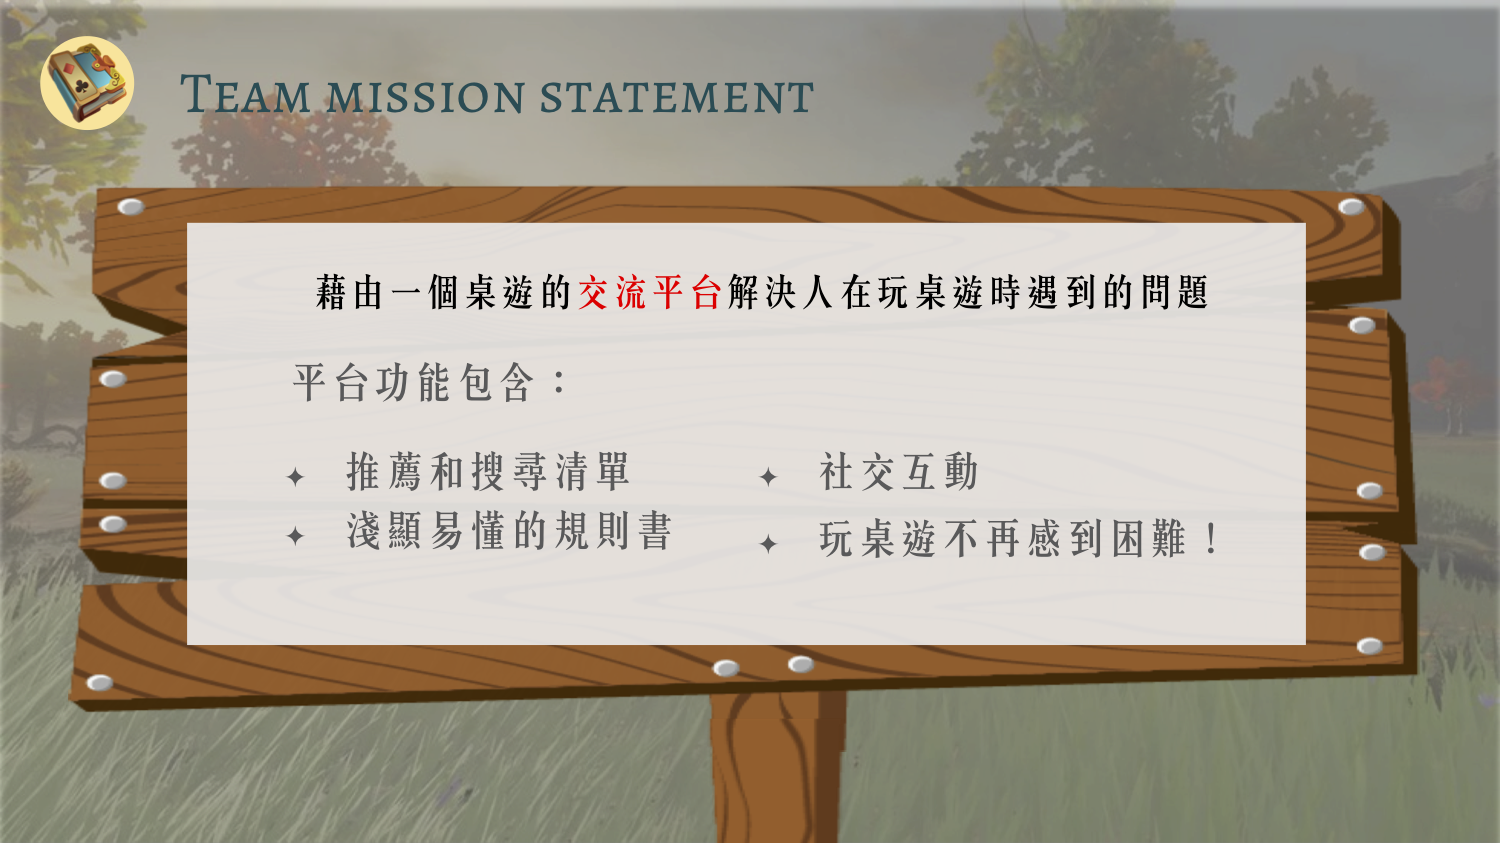 Team mission statement
藉由一個桌遊的交流平台解決人在玩桌遊時遇到的問題
平台功能包含：
✦ 推薦和搜尋清單
✦ 淺顯易懂的規則書
✦ 社交互動
✦ 玩桌遊不再感到困難！